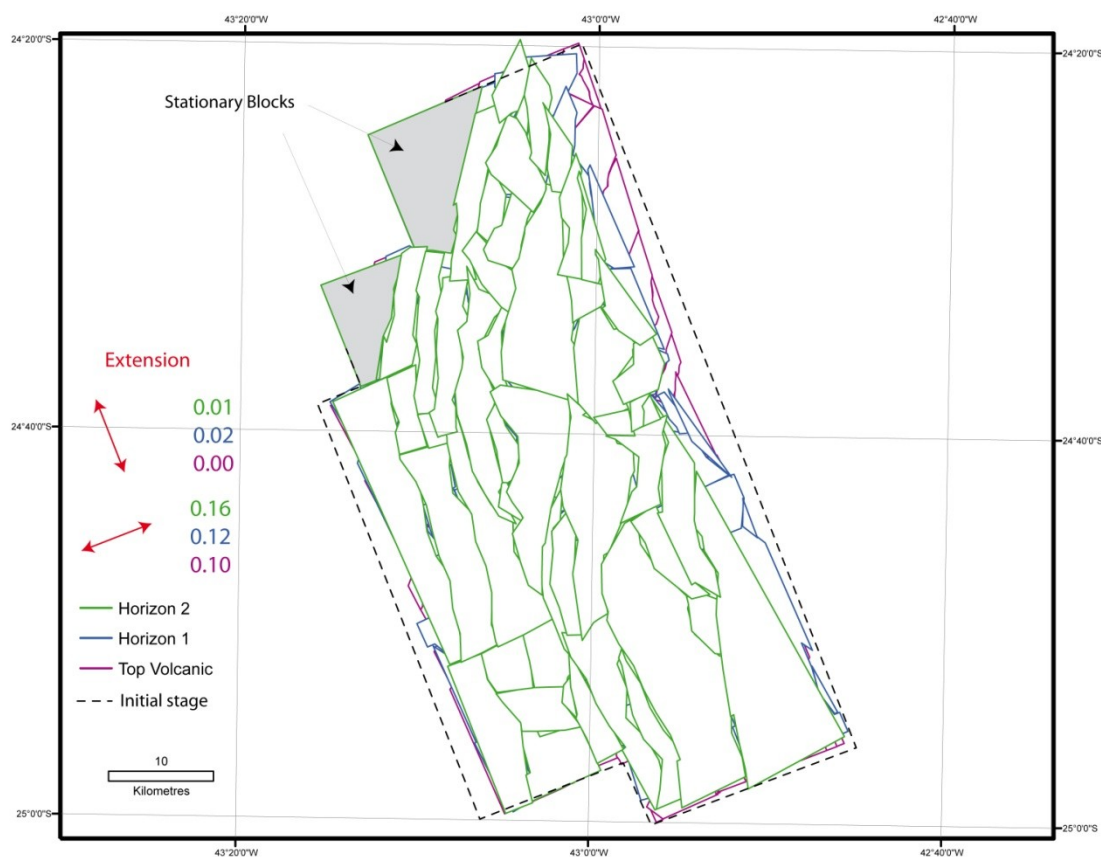 43°20'0"W 43°0'0"W 42°40'0"W
24°20'0"S 24°20'0"S
Stationary Blocks
Extension
0.01
0.02
0.00
24°40'0"S 24°40'0"S
0.16
0.12
0.10
Horizon 2
Horizon 1
Top Volcanic
Initial stage
10
Kilometres
25°0'0"S 25°0'0"S
43°20'0"W 43°0'0"W 42°40'0"W